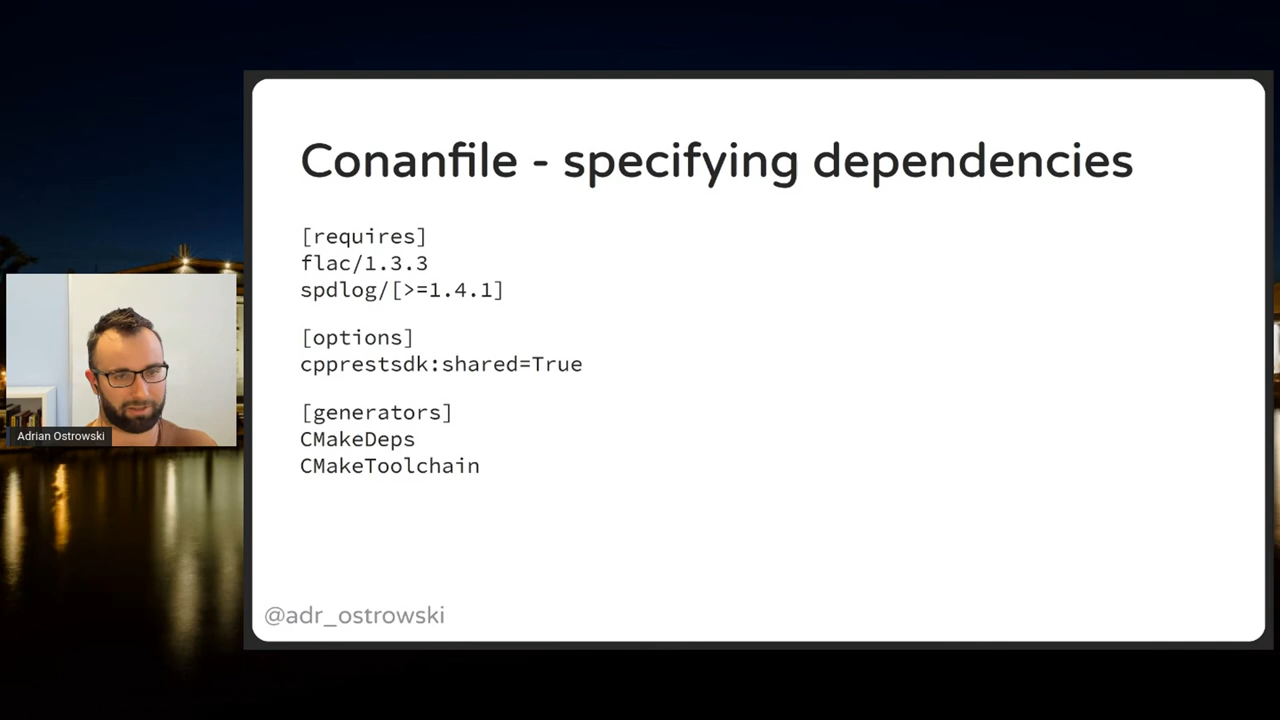 Conanfile - specifying dependencies
[requires]
flac/1.3.3
spdlog/[>=1.4.1]
[options]
cpprestsdk:shared=True
[generators]
CMakeDeps
CMakeToolchain
@adr_ostrowski
Adrian Ostrowski